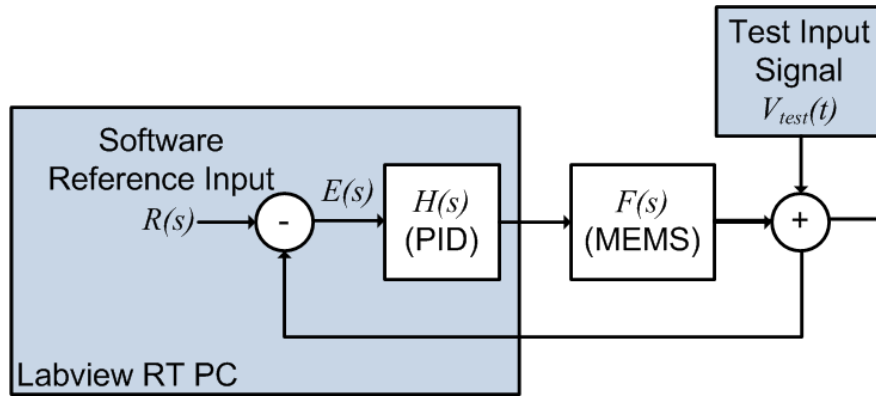 Test Input
Signal
V_test(t)
Software
Reference Input
R(s)
-
E(s)
H(s)
(PID)
F(s)
(MEMS)
+
Labview RT PC